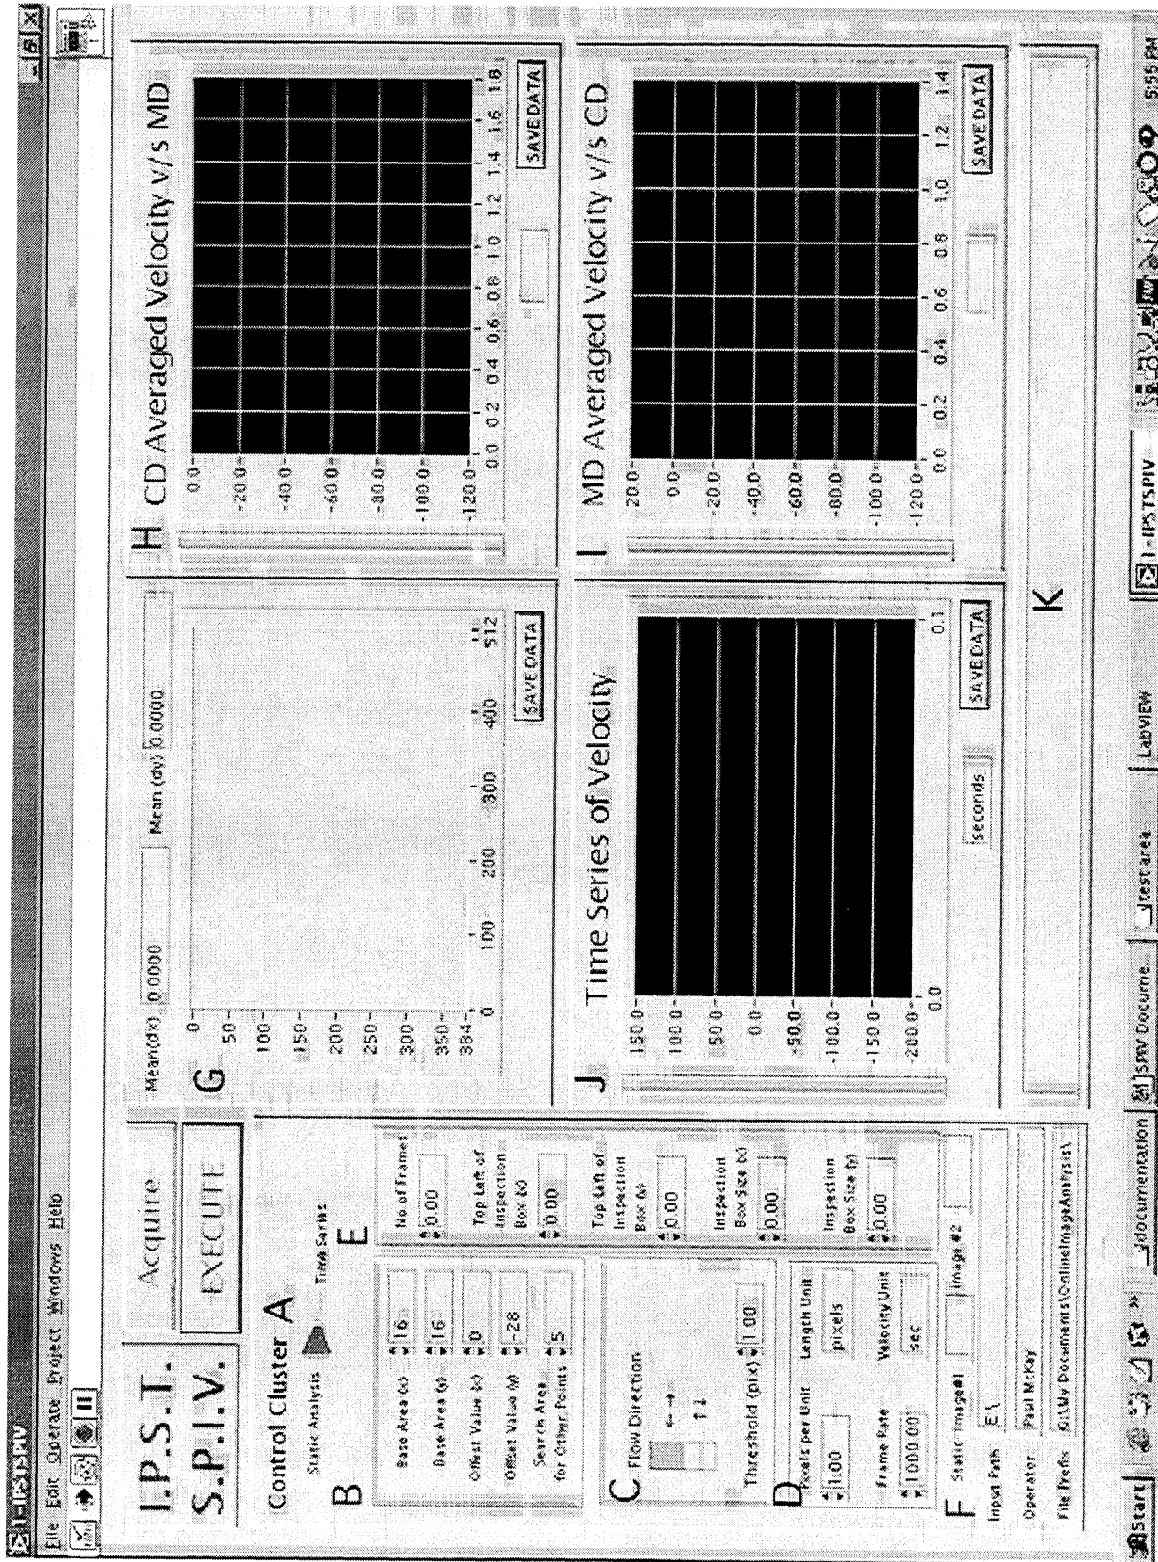 I-IPSTSPIV
File Edit Operate Project Windows Help
I.P.S.T.
S.P.I.V.
Acquire
EXECUTE
Control Cluster A
Static Analysis
Time Series
B
Base Area (x) 16
Base Area (y) 16
Offset Value (x) 0
Offset Value (y) -28
Search Area
for Other Points 5
E
No of Frames
0.00
Top Left of
Inspection
Box (x)
0.00
Top Left of
Inspection
Box (y)
0.00
Inspection
Box Size (x)
0.00
Inspection
Box Size (y)
0.00
C
Flow Direction
← →
↑ ↓
Threshold (pix) 1.00
D
Pixels per Unit
1.00
Length Unit
pixels
Frame Rate
1000.00
Velocity Unit
sec
F
Static Image#1
Image #2
Input Path E:\
Operator Paul McKay
File Prefix G:\My Documents\OnlineImageAnalysis\
Mean(dx) 0.0000
Mean (dy) 0.0000
G
0
50
100
150
200
250
300
350
384
0 100 200 300 400 512
SAVE DATA
H CD Averaged Velocity v/s MD
0.0
-20.0
-40.0
-60.0
-80.0
-100.0
-120.0
0.0 0.2 0.4 0.6 0.8 1.0 1.2 1.4 1.6 1.8
SAVE DATA
J Time Series of Velocity
150.0
100.0
50.0
0.0
-50.0
-100.0
-150.0
-200.0
0.0 0.1
seconds
SAVE DATA
I MD Averaged Velocity v/s CD
20.0
0.0
-20.0
-40.0
-60.0
-80.0
-100.0
-120.0
0.0 0.2 0.4 0.6 0.8 1.0 1.2 1.4
SAVE DATA
K
Start
»
documentation
SPIV Docume...
test area
LabVIEW
I-IPSTSPIV
5:55 PM